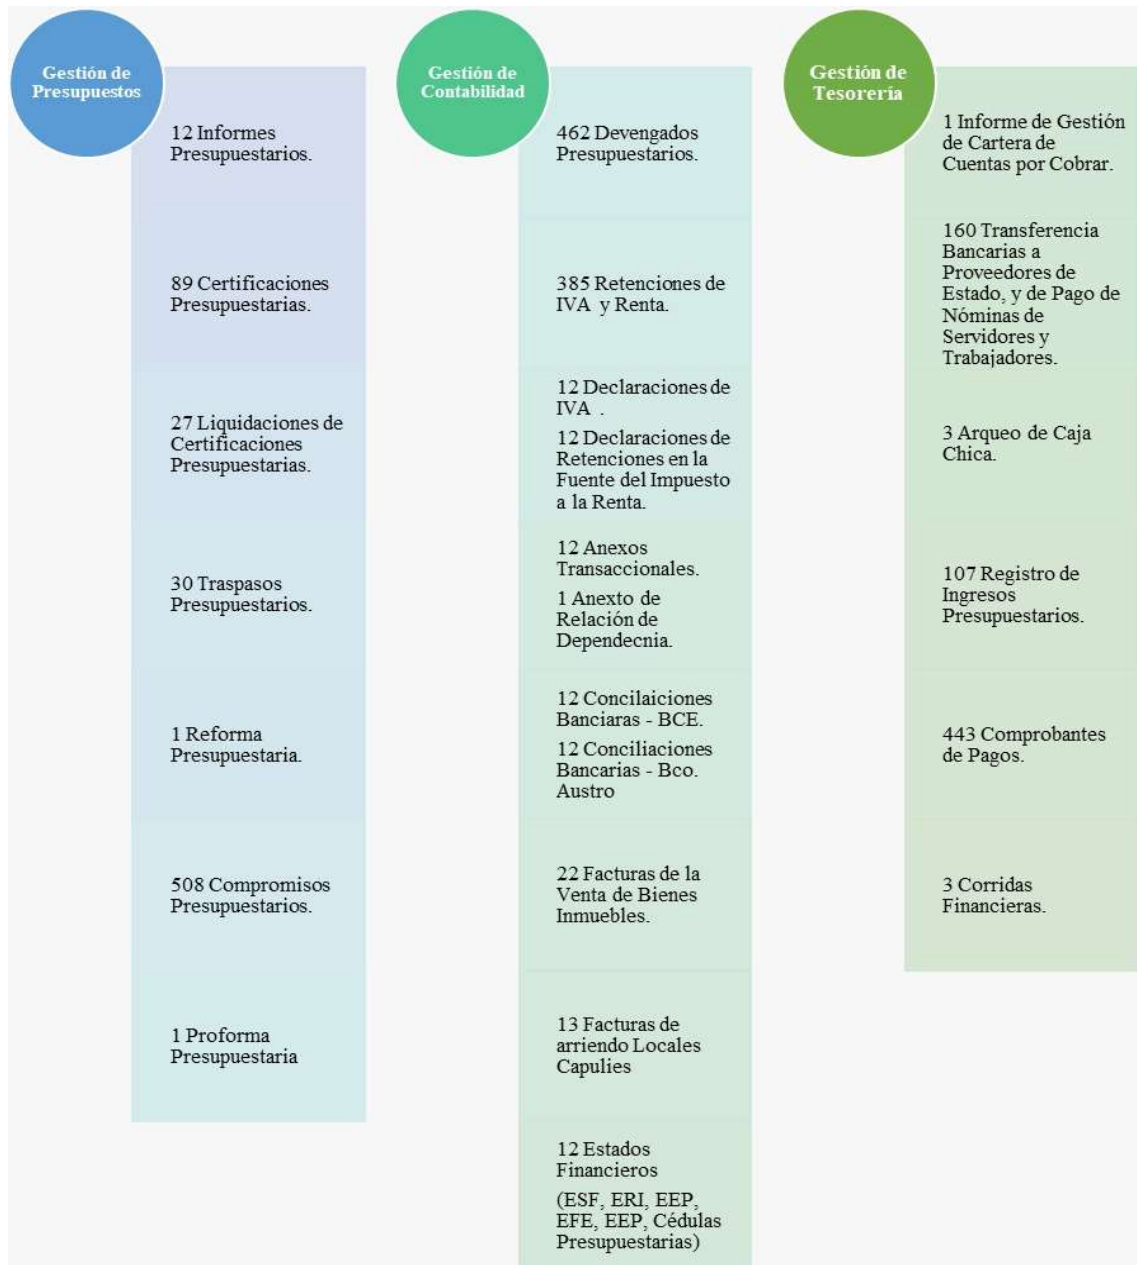 Gestión de
Presupuestos
12 Informes
Presupuestarios.
89 Certificaciones
Presupuestarias.
27 Liquidaciones de
Certificaciones
Presupuestarias.
30 Traspasos
Presupuestarios.
1 Reforma
Presupuestaria.
508 Compromisos
Presupuestarios.
1 Proforma
Presupuestaria
Gestión de
Contabilidad
462 Devengados
Presupuestarios.
385 Retenciones de
IVA y Renta.
12 Declaraciones de
IVA .
12 Declaraciones de
Retenciones en la
Fuente del Impuesto
a la Renta.
12 Anexos
Transaccionales.
1 Anexto de
Relación de
Dependecnia.
12 Concilaiciones
Banciaras - BCE.
12 Conciliaciones
Bancarias - Bco.
Austro
22 Facturas de la
Venta de Bienes
Inmuebles.
13 Facturas de
arriendo Locales
Capulies
12 Estados
Financieros
(ESF, ERI, EEP,
EFE, EEP, Cédulas
Presupuestarias)
Gestión de
Tesorería
1 Informe de Gestión
de Cartera de
Cuentas por Cobrar.
160 Transferencia
Bancarias a
Proveedores de
Estado, y de Pago de
Nóminas de
Servidores y
Trabajadores.
3 Arqueo de Caja
Chica.
107 Registro de
Ingresos
Presupuestarios.
443 Comprobantes
de Pagos.
3 Corridas
Financieras.